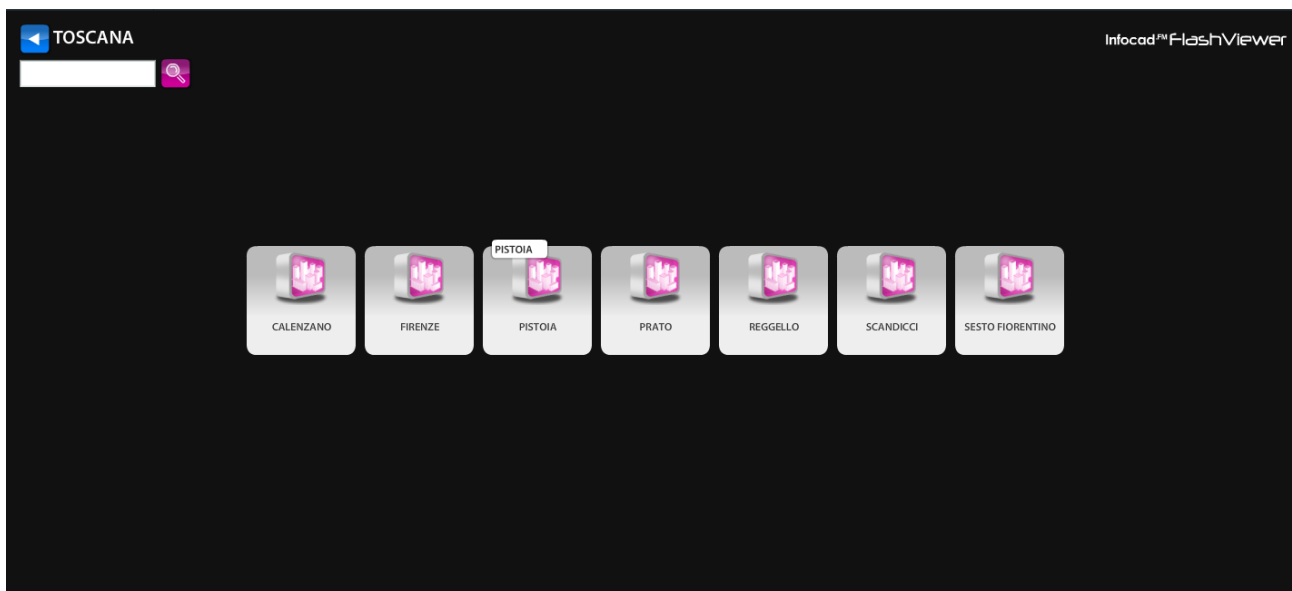 TOSCANA
Infocad.FM FlashViewer
PISTOIA
CALENZANO
FIRENZE
PISTOIA
PRATO
REGGELLO
SCANDICCI
SESTO FIORENTINO